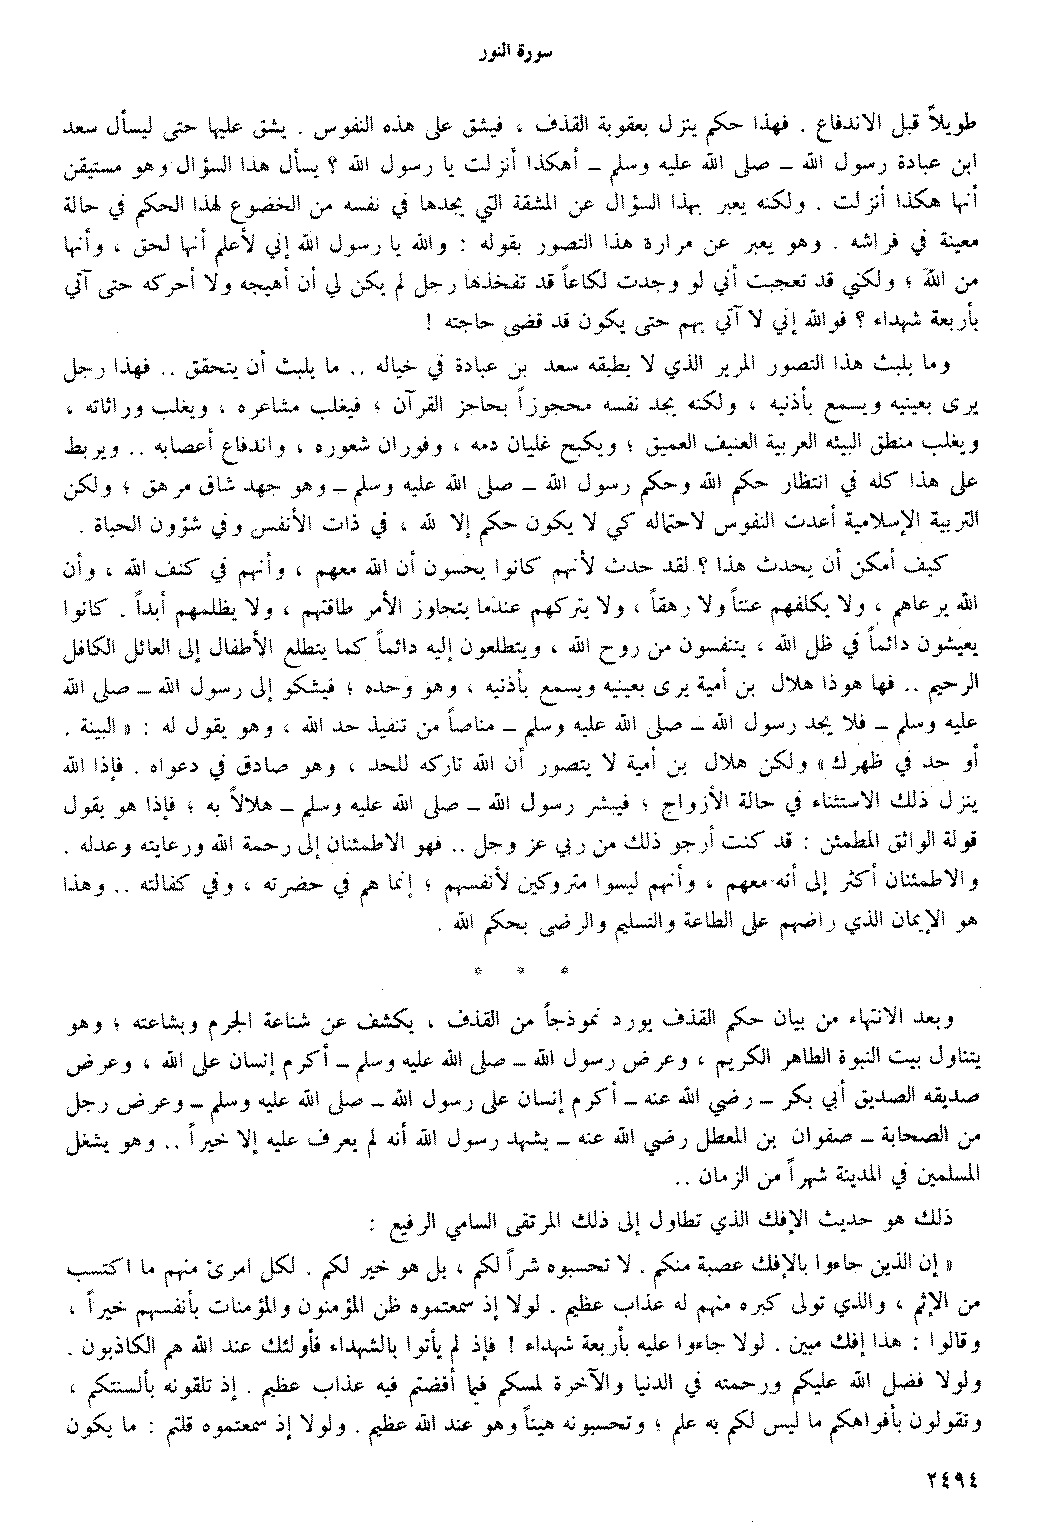 سورة النور
طويلاً قبل الاندفاع . فهذا حكم ينزل بعقوبة القذف ، فيشق على هذه النفوس . يشق عليها حتى ليسأل سعد
ابن عبادة رسول الله – صلى الله عليه وسلم – أهكذا أنزلت يا رسول الله ؟ يسأل هذا السؤال وهو مستيقن
أنها هكذا أنزلت . ولكنه يعبر بهذا السؤال عن المشقة التي يجدها في نفسه من الخضوع لهذا الحكم في حالة
معينة في فراشه . وهو يعبر عن مرارة هذا التصور بقوله : والله يا رسول الله إني لأعلم أنها لحق ، وأنها
من الله ؛ ولكني قد تعجبت أني لو وجدت لكاعاً قد تفخذها رجل لم يكن لي أن أهيجه ولا أحركه حتى آتي
بأربعة شهداء ؟ فوالله إني لا آتي بهم حتى يكون قد قضى حاجته !
وما يلبث هذا التصور المرير الذي لا يطيقه سعد بن عبادة في خياله .. ما يلبث أن يتحقق .. فهذا رجل
يرى بعينيه ويسمع بأذنيه ، ولكنه يجد نفسه محجوزاً بحاجز القرآن ؛ فيغلب مشاعره ، ويغلب وراثاته ،
ويغلب منطق البيئة العربية العنيف العميق ؛ ويكبح غليان دمه ، وفوران شعوره ، واندفاع أعصابه .. ويربط
على هذا كله في انتظار حكم الله وحكم رسول الله – صلى الله عليه وسلم – وهو جهد شاق مرهق ؛ ولكن
التربية الإسلامية أعدت النفوس لاحتماله كي لا يكون حكم إلا لله ، في ذات الأنفس وفي شؤون الحياة .
كيف أمكن أن يحدث هذا ؟ لقد حدث لأنهم كانوا يحسون أن الله معهم ، وأنهم في كنف الله ، وأن
الله يرعاهم ، ولا يكلفهم عنتاً ولا رهقاً ، ولا يتركهم عندما يتجاوز الأمر طاقتهم ، ولا يظلمهم أبداً . كانوا
يعيشون دائماً في ظل الله ، يتنفسون من روح الله ، ويتطلعون إليه دائماً كما يتطلع الأطفال إلى العائل الكافل
الرحيم .. فها هوذا هلال بن أمية يرى بعينيه ويسمع بأذنيه ، وهو وحده ؛ فيشكو إلى رسول الله – صلى الله
عليه وسلم – فلا يجد رسول الله – صلى الله عليه وسلم – مناصاً من تنفيذ حد الله ، وهو يقول له : « البينة .
أو حد في ظهرك » ولكن هلال بن أمية لا يتصور أن الله تاركه للحد ، وهو صادق في دعواه . فإذا الله
ينزل ذلك الاستثناء في حالة الأزواج ؛ فيبشر رسول الله – صلى الله عليه وسلم – هلالاً به ؛ فإذا هو يقول
قولة الواثق المطمئن : قد كنت أرجو ذلك من ربي عز وجل .. فهو الاطمئنان إلى رحمة الله ورعايته وعدله .
والاطمئنان أكثر إلى أنه معهم ، وأنهم ليسوا متروكين لأنفسهم ؛ إنما هم في حضرته ، وفي كفالته .. وهذا
هو الإيمان الذي راضهم على الطاعة والتسليم والرضى بحكم الله .
* * *
وبعد الانتهاء من بيان حكم القذف يورد نموذجاً من القذف ، يكشف عن شناعة الجرم وبشاعته ؛ وهو
يتناول بيت النبوة الطاهر الكريم ، وعرض رسول الله – صلى الله عليه وسلم – أكرم إنسان على الله ، وعرض
صديقه الصديق أبي بكر – رضي الله عنه – أكرم إنسان على رسول الله – صلى الله عليه وسلم – وعرض رجل
من الصحابة – صفوان بن المعطل رضي الله عنه – يشهد رسول الله أنه لم يعرف عليه إلا خيراً .. وهو يشغل
المسلمين في المدينة شهراً من الزمان ..
ذلك هو حديث الإفك الذي تطاول إلى ذلك المرتقى السامي الرفيع :
« إن الذين جاءوا بالإفك عصبة منكم . لا تحسبوه شراً لكم ، بل هو خير لكم . لكل امرئ منهم ما اكتسب
من الإثم ، والذي تولى كبره منهم له عذاب عظيم . لولا إذ سمعتموه ظن المؤمنون والمؤمنات بأنفسهم خيراً ،
وقالوا : هذا إفك مبين . لولا جاءوا عليه بأربعة شهداء ! فإذ لم يأتوا بالشهداء فأولئك عند الله هم الكاذبون .
ولولا فضل الله عليكم ورحمته في الدنيا والآخرة لمسكم فيما أفضتم فيه عذاب عظيم . إذ تلقونه بألسنتكم ،
وتقولون بأفواهكم ما ليس لكم به علم ؛ وتحسبونه هيناً وهو عند الله عظيم . ولولا إذ سمعتموه قلتم : ما يكون
٢٤٩٤